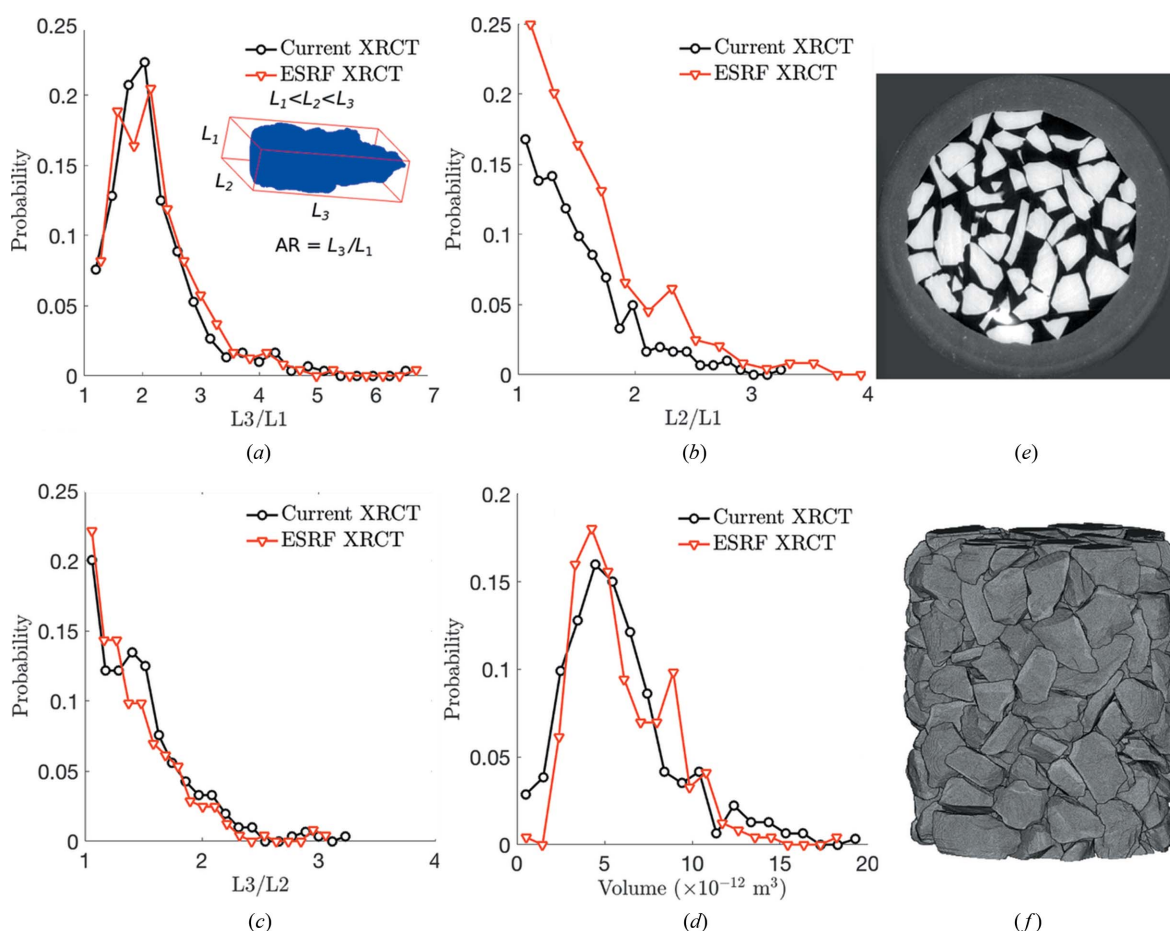 0.25
0.2
0.15
0.1
0.05
0
Probability
Current XRCT
ESRF XRCT
L1<L2<L3
L1
L2
L3
AR = L3/L1
1 2 3 4 5 6 7
L3/L1
(a)
0.25
0.2
0.15
0.1
0.05
0
Probability
Current XRCT
ESRF XRCT
1 2 3 4
L2/L1
(b)
(e)
0.25
0.2
0.15
0.1
0.05
0
Probability
Current XRCT
ESRF XRCT
1 2 3 4
L3/L2
(c)
0.2
0.15
0.1
0.05
0
Probability
Current XRCT
ESRF XRCT
0 5 10 15 20
Volume (×10⁻¹² m³)
(d)
(f)